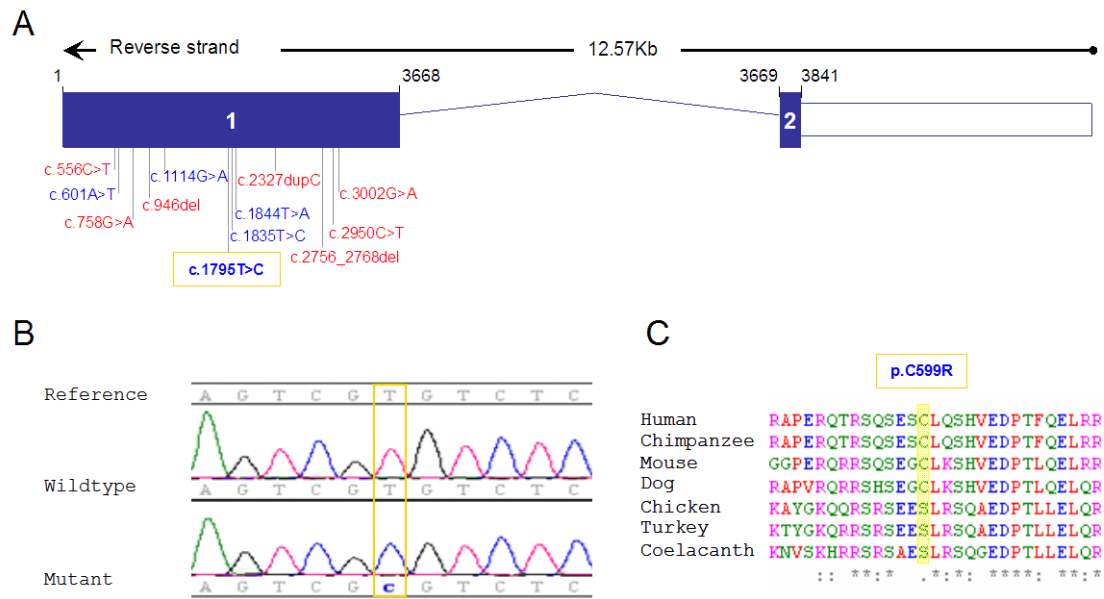 A
Reverse strand
12.57Kb
1
3668
3669
3841
1
2
c.556C>T
c.601A>T
c.758G>A
c.946del
c.1114G>A
c.2327dupC
c.1844T>A
c.1835T>C
c.3002G>A
c.2950C>T
c.2756_2768del
c.1795T>C
B
Reference
A G T C G T G T C T C
Wildtype
A G T C G T G T C T C
Mutant
A G T C G c G T C T C
C
p.C599R
Human RAPERQTRSQSESCLQSHVEDPTFQELRR
Chimpanzee RAPERQTRSQSESCLQSHVEDPTFQELRR
Mouse GGPERQRRSQSEGCLKSHVEDPTLQELRR
Dog RAPVRQRRSHSEGCLKSHVEDPTLQELQR
Chicken KAYGKQQRSRSEESLRSQAEDPTLLELQR
Turkey KTYGKQRRSRSEESLRSQAEDPTLLELQR
Coelacanth KNVSKHRRSRSAESLRSQGEDPTLLEQR
:: **:* .*:*: ****: **:*